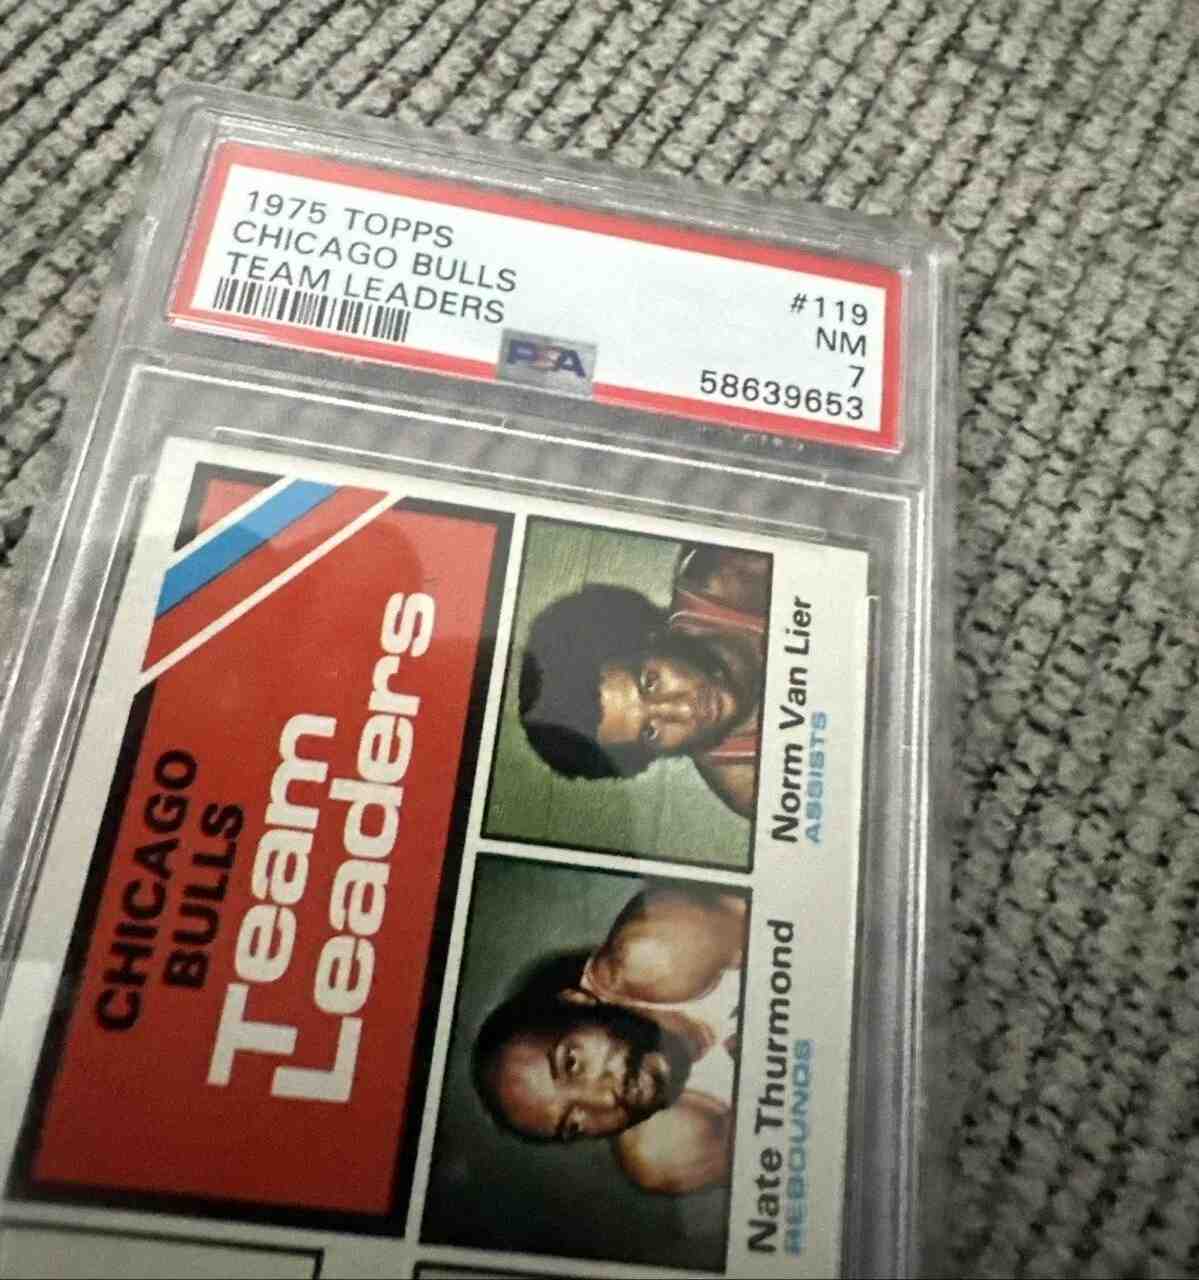 1975 TOPPS
CHICAGO BULLS
TEAM LEADERS
#119
NM
7
58639653
PSA
CHICAGO
BULLS
Team
Leaders
Norm Van Lier
ASSISTS
Nate Thurmond
REBOUNDS